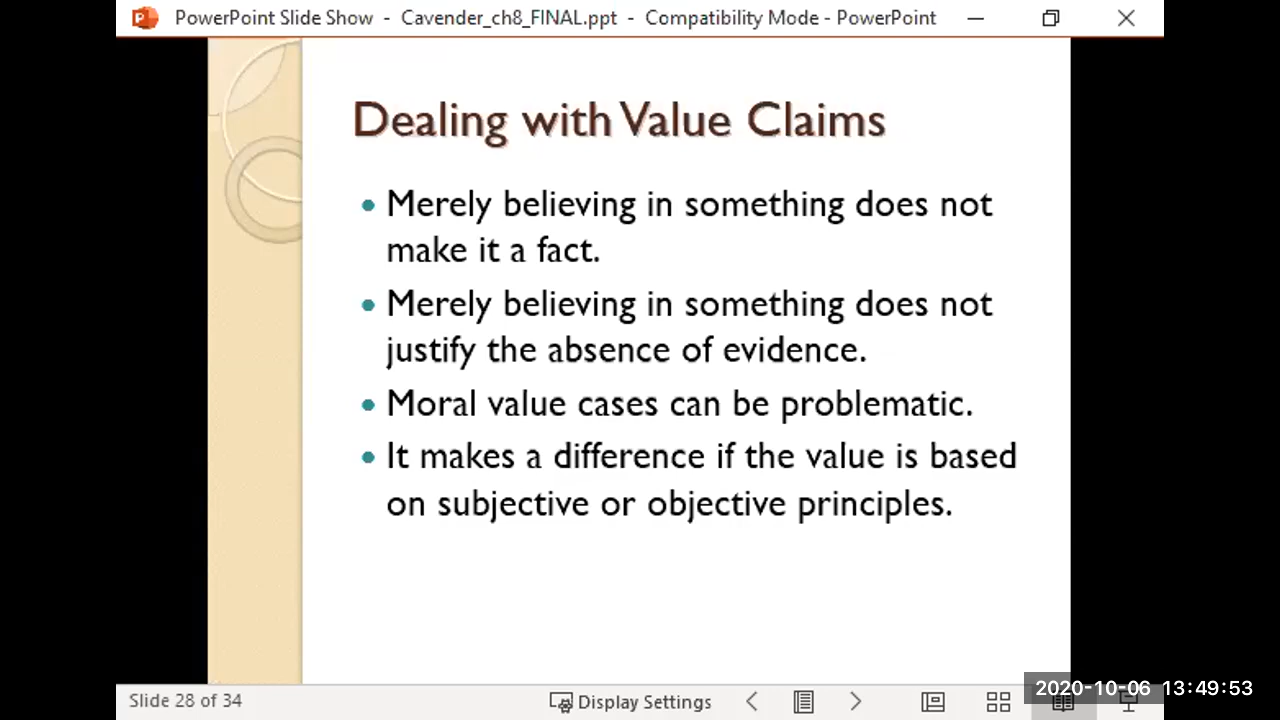 PowerPoint Slide Show - Cavender_ch8_FINAL.ppt - Compatibility Mode - PowerPoint
Dealing with Value Claims
• Merely believing in something does not
make it a fact.
• Merely believing in something does not
justify the absence of evidence.
• Moral value cases can be problematic.
• It makes a difference if the value is based
on subjective or objective principles.
Slide 28 of 34
Display Settings
2020-10-06 13:49:53